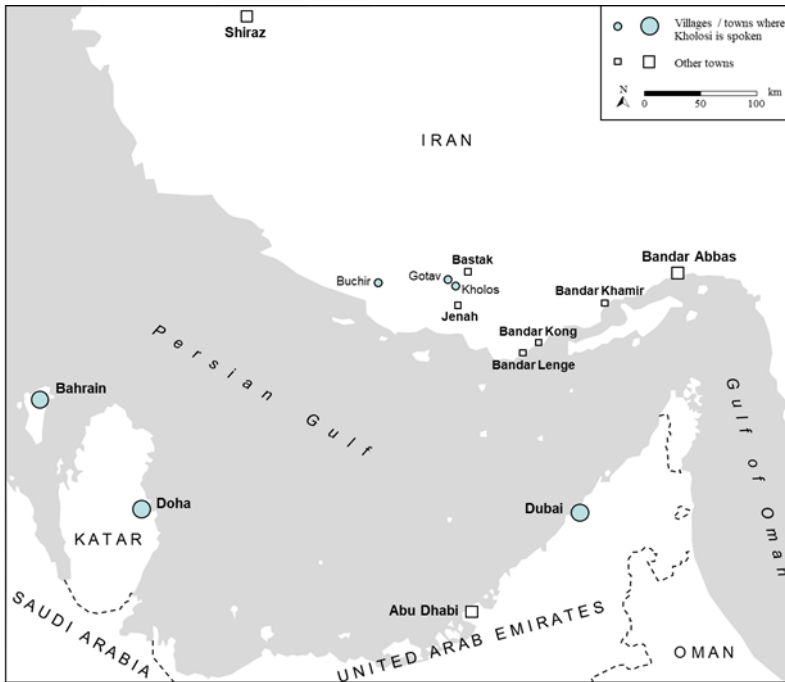 Shiraz
Villages / towns where
Kholosi is spoken
Other towns
N
km
0 50 100
IRAN
Bastak
Bandar Abbas
Buchir
Gotav
Kholos
Bandar Khamir
Jenah
Bandar Kong
Bandar Lenge
Persian Gulf
Bahrain
Gulf of Oman
Doha
Dubai
KATAR
Abu Dhabi
SAUDI ARABIA
UNITED ARAB EMIRATES
OMAN